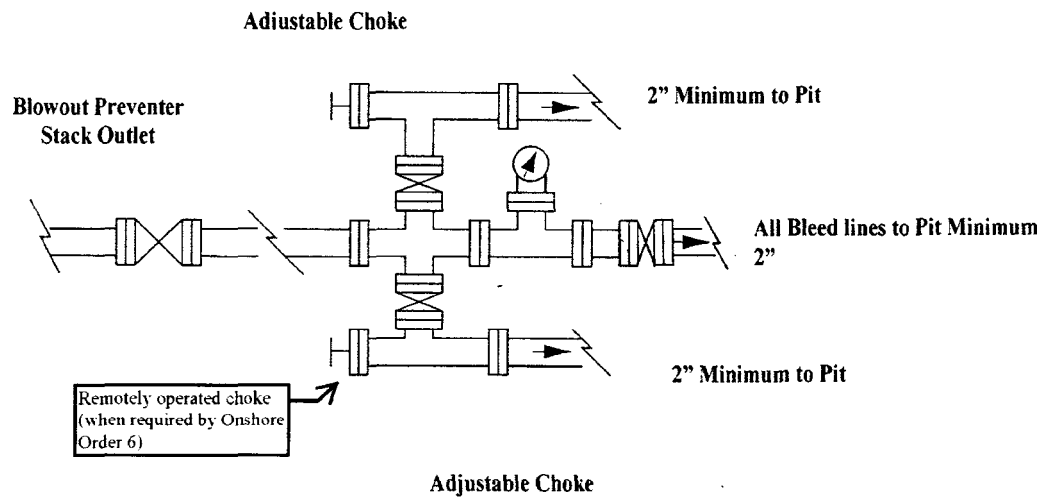 Adiustable Choke
Blowout Preventer
Stack Outlet
2” Minimum to Pit
All Bleed lines to Pit Minimum
2”
2” Minimum to Pit
Remotely operated choke
(when required by Onshore
Order 6)
Adjustable Choke